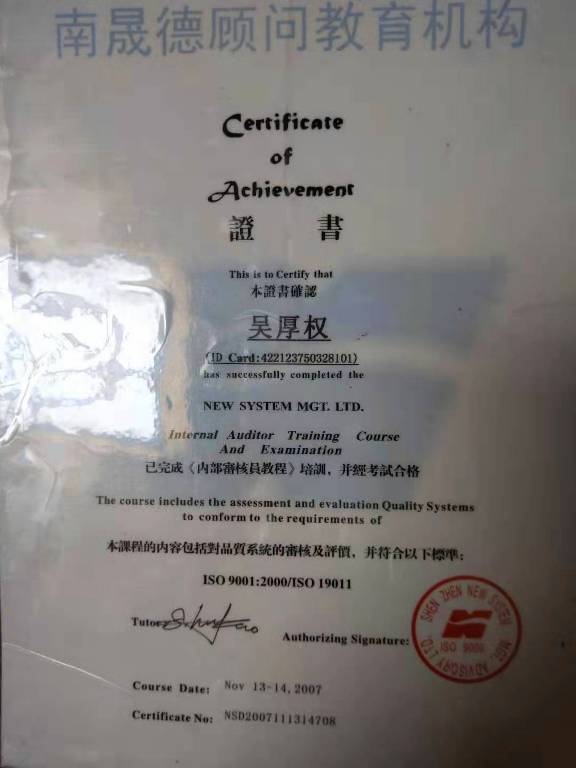 南晟德顾问教育机构
Certificate
of
Achievement
證 書
This is to Certify that
本證書確認
吴厚权
(ID Card:422123750328101)
has successfully completed the
NEW SYSTEM MGT. LTD.
Internal Auditor Training Course
And Examination
已完成《内部審核員教程》培訓，并經考試合格
The course includes the assessment and evaluation Quality Systems
to conform to the requirements of
本課程的内容包括對品質系統的審核及評價，并符合以下標準：
ISO 9001:2000/ISO 19011
Tutor
Authorizing Signature:
SHEN ZHEN NEW SYSTEM MGT. ADVISORY LTD.
ISO 9000
Course Date: Nov 13-14,2007
Certificate No: NSD2007111314708